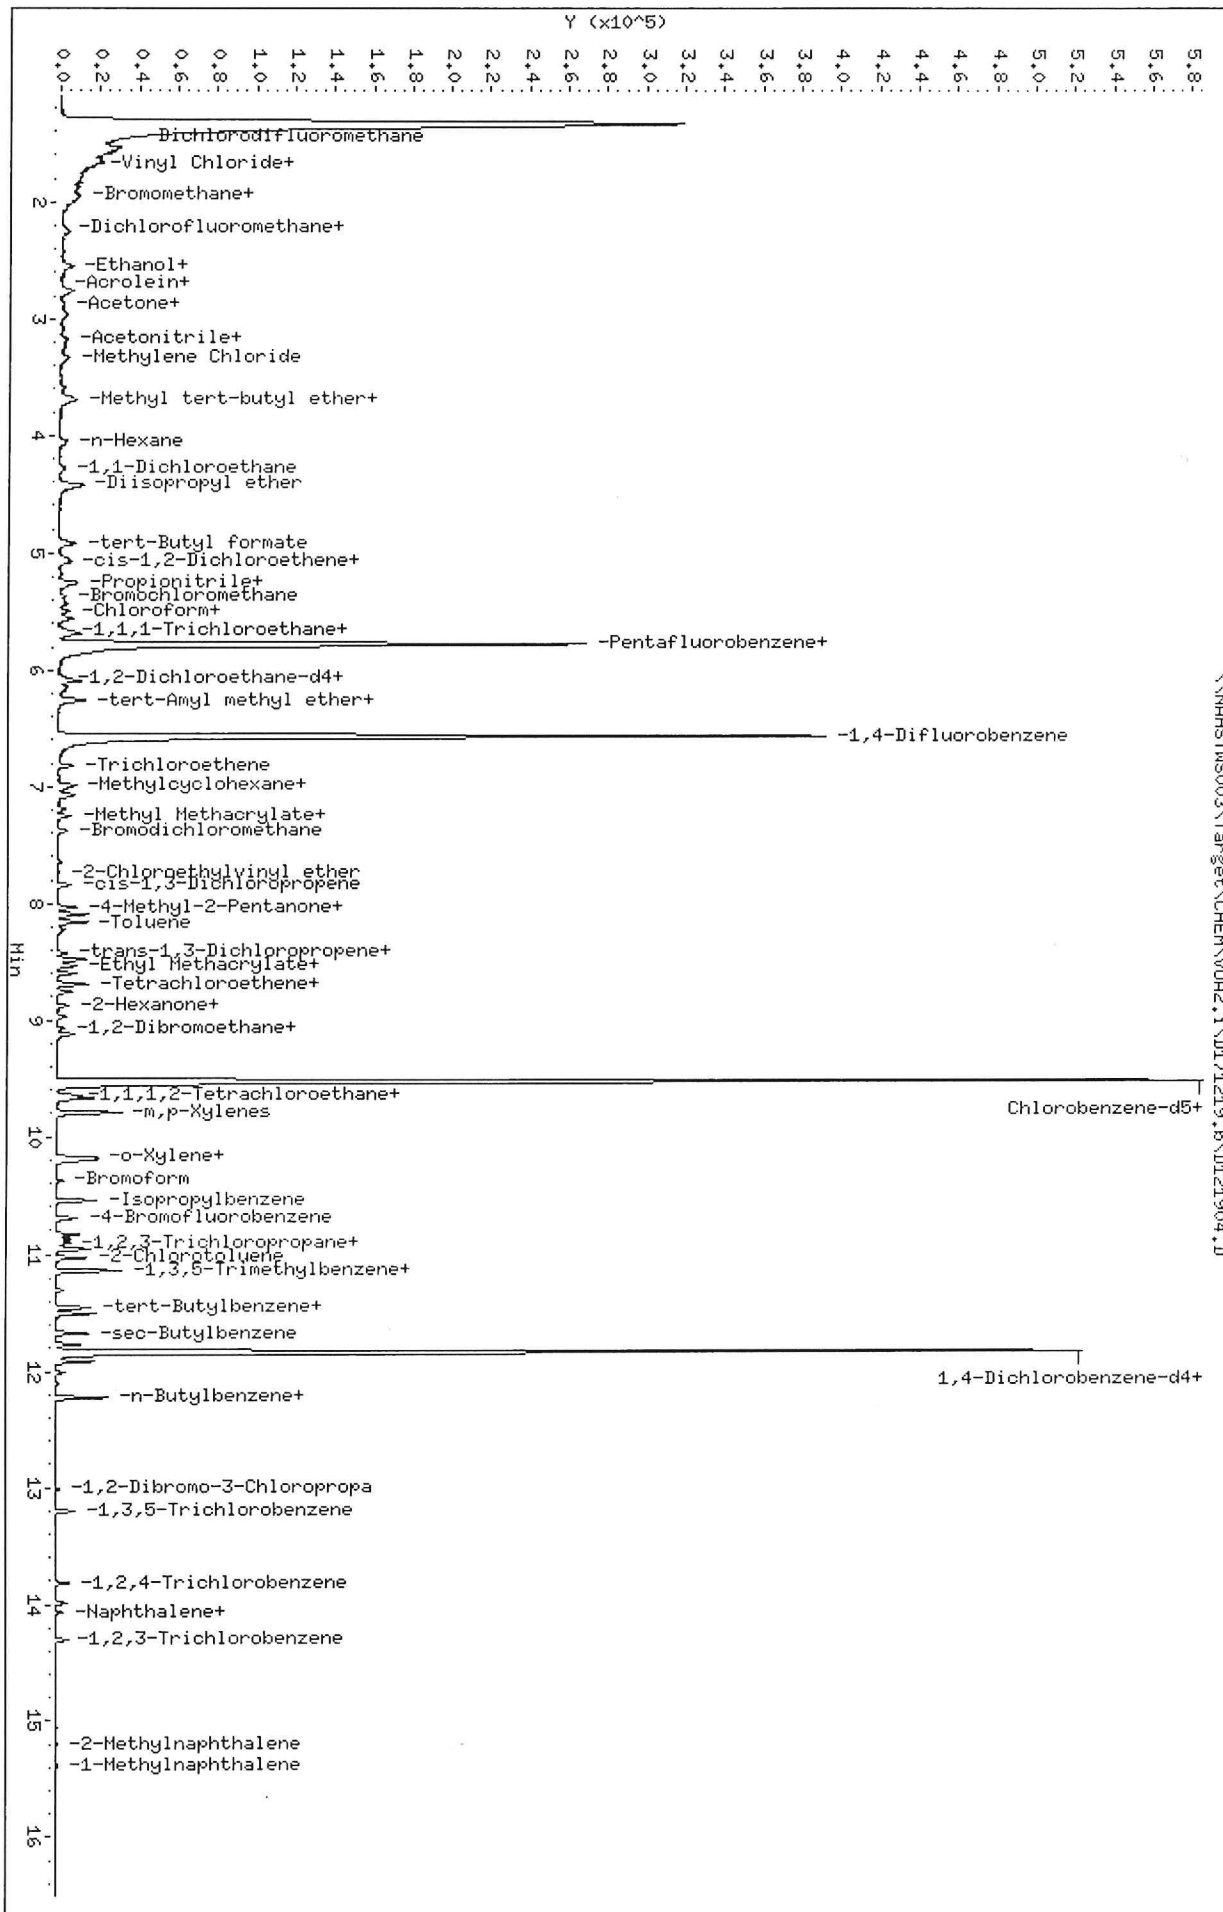 Y (x10^5)
0.0
0.2
0.4
0.6
0.8
1.0
1.2
1.4
1.6
1.8
2.0
2.2
2.4
2.6
2.8
3.0
3.2
3.4
3.6
3.8
4.0
4.2
4.4
4.6
4.8
5.0
5.2
5.4
5.6
5.8
Dichlorodifluoromethane
-Vinyl Chloride+
-Bromomethane+
2
-Dichlorofluoromethane+
-Ethanol+
-Acrolein+
-Acetone+
3
-Acetonitrile+
-Methylene Chloride
-Methyl tert-butyl ether+
4
-n-Hexane
-1,1-Dichloroethane
-Diisopropyl ether
-tert-Butyl formate
5
-cis-1,2-Dichloroethene+
-Propionitrile+
-Bromochloromethane
-Chloroform+
-1,1,1-Trichloroethane+
-Pentafluorobenzene+
6
-1,2-Dichloroethane-d4+
-tert-Amyl methyl ether+
-1,4-Difluorobenzene
-Trichloroethene
7
-Methylcyclohexane+
-Methyl Methacrylate+
-Bromodichloromethane
-2-Chloroethylvinyl ether
-cis-1,3-Dichloropropene
8
-4-Methyl-2-Pentanone+
-Toluene
Min
-trans-1,3-Dichloropropene+
-Ethyl Methacrylate+
-Tetrachloroethene+
-2-Hexanone+
9
-1,2-Dibromoethane+
-1,1,1,2-Tetrachloroethane+
Chlorobenzene-d5+
-m,p-Xylenes
10
-o-Xylene+
-Bromoform
-Isopropylbenzene
-4-Bromofluorobenzene
-1,2,3-Trichloropropane+
11
-2-Chlorotoluene
-1,3,5-Trimethylbenzene+
-tert-Butylbenzene+
-sec-Butylbenzene
12
1,4-Dichlorobenzene-d4+
-n-Butylbenzene+
13
-1,2-Dibromo-3-Chloropropa
-1,3,5-Trichlorobenzene
-1,2,4-Trichlorobenzene
14
-Naphthalene+
-1,2,3-Trichlorobenzene
15
-2-Methylnaphthalene
-1-Methylnaphthalene
16